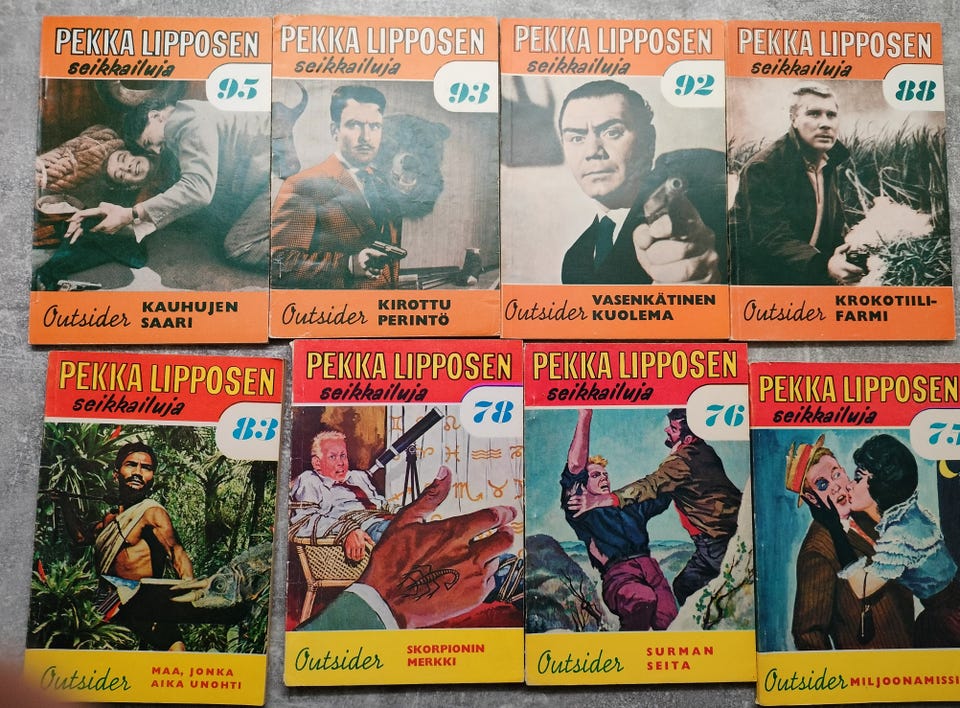 PEKKA LIPPOSEN
seikkailuja
95
Outsider
KAUHUJEN
SAARI
PEKKA LIPPOSEN
seikkailuja
93
Outsider
KIROTTU
PERINTÖ
PEKKA LIPPOSEN
seikkailuja
92
Outsider
VASENKÄTINEN
KUOLEMA
PEKKA LIPPOSEN
seikkailuja
88
Outsider
KROKOTIILI-
FARMI
PEKKA LIPPOSEN
seikkailuja
83
Outsider
MAA, JONKA
AIKA UNOHTI
PEKKA LIPPOSEN
seikkailuja
78
Outsider
SKORPIONIN
MERKKI
PEKKA LIPPOSEN
seikkailuja
76
Outsider
SURMAN
SEITA
PEKKA LIPPOSEN
seikkailuja
75
Outsider
MILJOONAMISSI